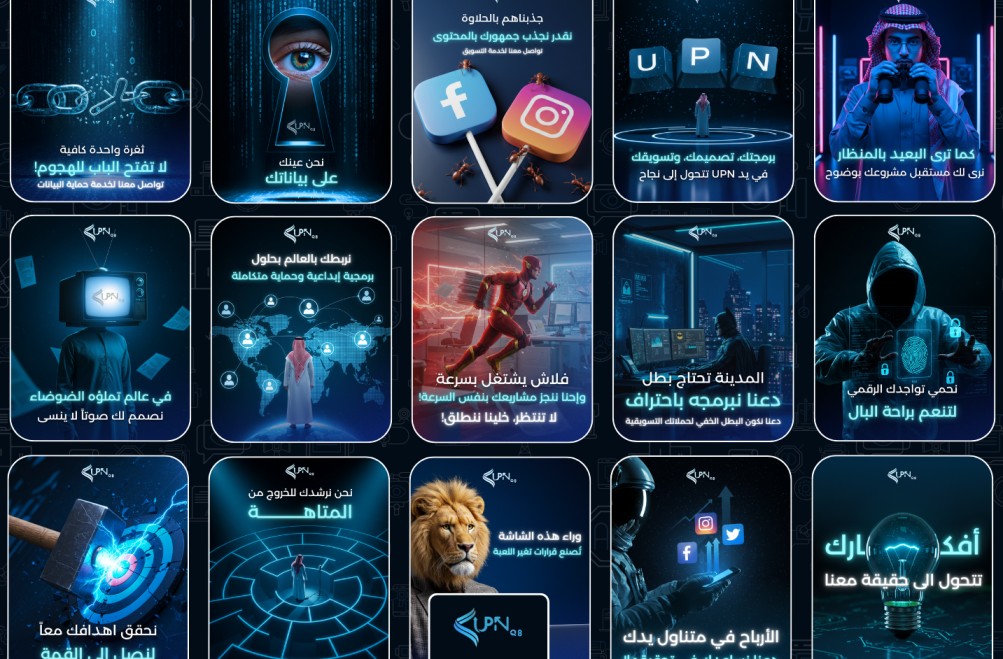 ثغرة واحدة كافية
لا تفتح الباب للهجوم!
تواصل معنا لخدمة حماية البيانات
UPN
نحن عينك
على بياناتك
جذبناهم بالحلاوة
نقدر نجذب جمهورك بالمحتوى
تواصل معنا لخدمة التسويق
U P N
برمجتك، تصميمك، وتسويقك
في يد UPN تتحول إلى نجاح
كما ترى البعيد بالمنظار
نرى لك مستقبل مشروعك بوضوح
UPN
UPN
في عالم تملؤه الضوضاء
نصمم لك صوتاً لا ينسى
UPN
نربطك بالعالم بحلول
برمجية إبداعية وحماية متكاملة
UPN
فلاش يشتغل بسرعة
وإحنا ننجز مشاريعك بنفس السرعة!
لا تنتظر، خلينا ننطلق!
UPN
المدينة تحتاج بطل
دعنا نبرمجه باحتراف
دعنا نكون البطل الخفي لحملاتك التسويقية
UPN
نحمي تواجدك الرقمي
لتنعم براحة البال
UPN
نحقق اهدافك معاً
لنصل إلى القمة
UPN
نحن نرشدك للخروج من
المتاهـــــة
UPN
وراء هذه الشاشة
تُصنع قرارات تغير اللعبة
UPN Q8
UPN
الأرباح في متناول يدك
UPN
أفكـــارك
تتحول الى حقيقة معنا